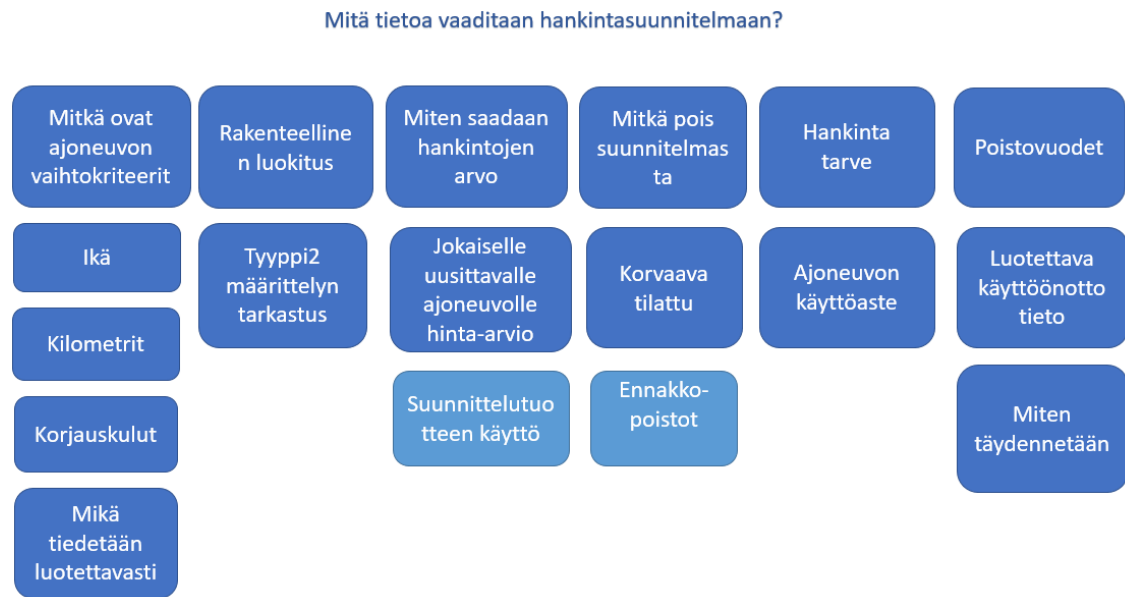 Mitä tietoa vaaditaan hankintasuunnitelmaan?
Mitkä ovat
ajoneuvon
vaihtokriteerit
Rakenteelline
n luokitus
Miten saadaan
hankintojen
arvo
Mitkä pois
suunnitelmas
ta
Hankinta
tarve
Poistovuodet
Ikä
Kilometrit
Korjauskulut
Mikä
tiedetään
luotettavasti
Tyyppi2
määrittelyn
tarkastus
Jokaiselle
uusittavalle
ajoneuvolle
hinta-arvio
Suunnittelutuo
tteen käyttö
Korvaava
tilattu
Ennakko-
poistot
Ajoneuvon
käyttöaste
Luotettava
käyttöönotto
tieto
Miten
täydennetään